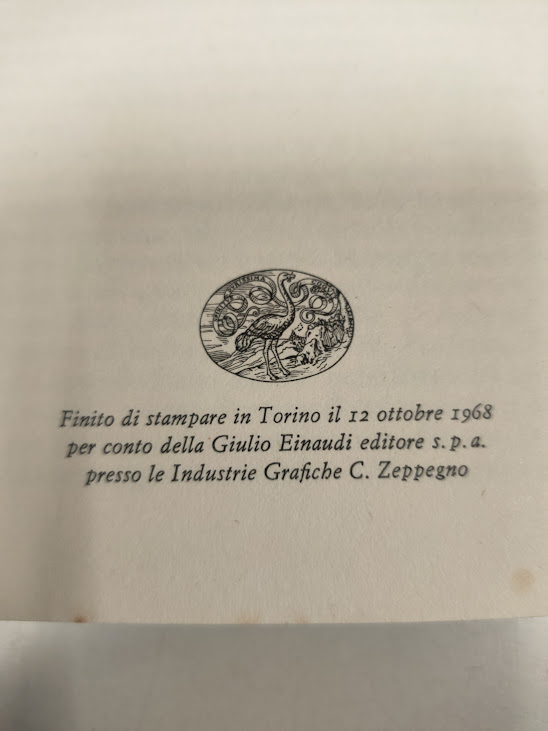 Finito di stampare in Torino il 12 ottobre 1968
per conto della Giulio Einaudi editore s.p.a.
presso le Industrie Grafiche C. Zeppegno